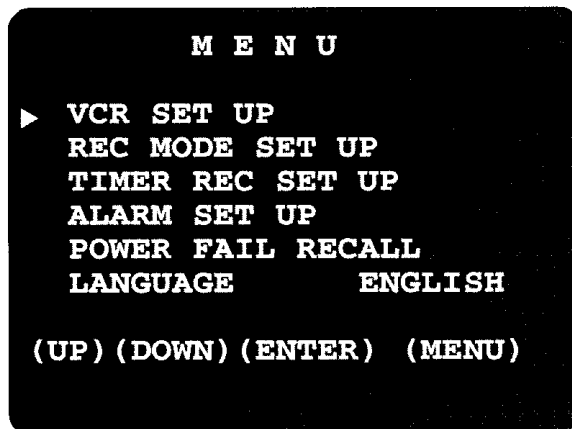 M E N U
VCR SET UP
REC MODE SET UP
TIMER REC SET UP
ALARM SET UP
POWER FAIL RECALL
LANGUAGE ENGLISH
(UP)(DOWN)(ENTER) (MENU)